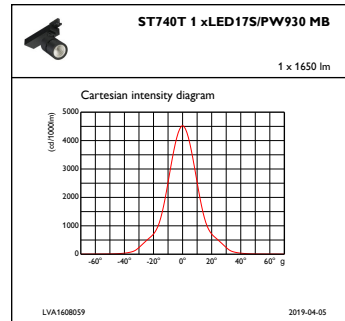 ST740T 1 xLED17S/PW930 MB
1 x 1650 lm
Cartesian intensity diagram
(cd/1000lm)
5000
4000
3000
2000
1000
0
-60° -40° -20° 0° 20° 40° 60° g
LVA1608059 2019-04-05